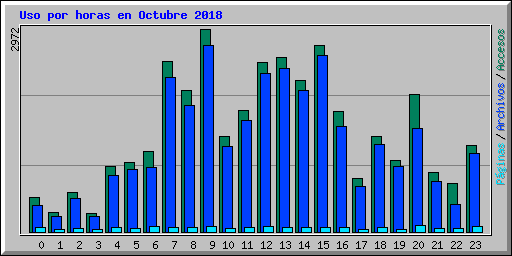 Uso por horas en Octubre 2018
2972
Páginas / Archivos / Accesos
0 1 2 3 4 5 6 7 8 9 10 11 12 13 14 15 16 17 18 19 20 21 22 23